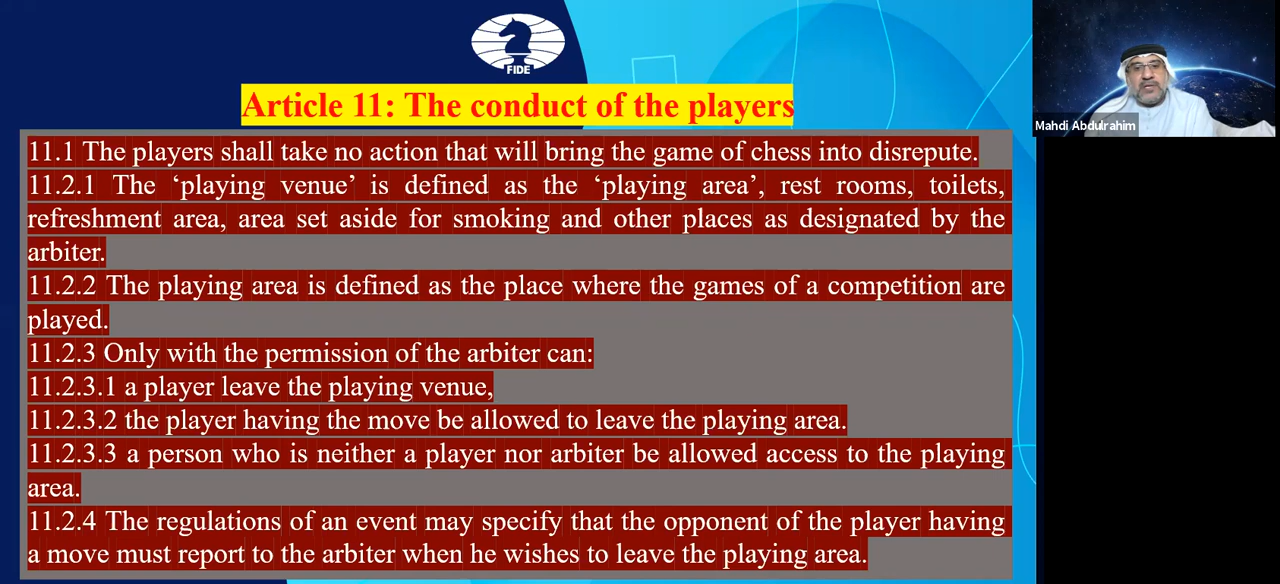 FIDE
Article 11: The conduct of the players
Mahdi Abdulrahim
11.1 The players shall take no action that will bring the game of chess into disrepute.
11.2.1 The ‘playing venue’ is defined as the ‘playing area’, rest rooms, toilets,
refreshment area, area set aside for smoking and other places as designated by the
arbiter.
11.2.2 The playing area is defined as the place where the games of a competition are
played.
11.2.3 Only with the permission of the arbiter can:
11.2.3.1 a player leave the playing venue,
11.2.3.2 the player having the move be allowed to leave the playing area.
11.2.3.3 a person who is neither a player nor arbiter be allowed access to the playing
area.
11.2.4 The regulations of an event may specify that the opponent of the player having
a move must report to the arbiter when he wishes to leave the playing area.